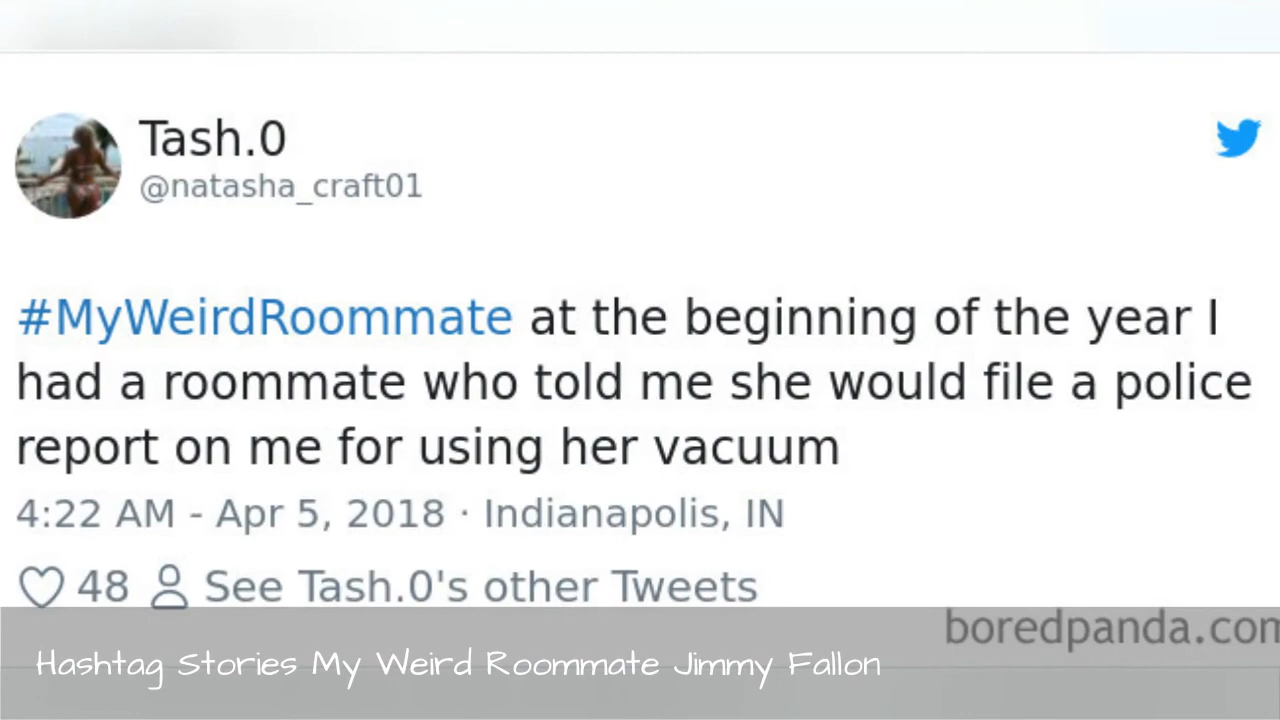 Tash.0
@natasha_craft01
#MyWeirdRoommate at the beginning of the year I
had a roommate who told me she would file a police
report on me for using her vacuum
4:22 AM - Apr 5, 2018 · Indianapolis, IN
48 See Tash.0's other Tweets
boredpanda.com
Hashtag Stories My Weird Roommate Jimmy Fallon